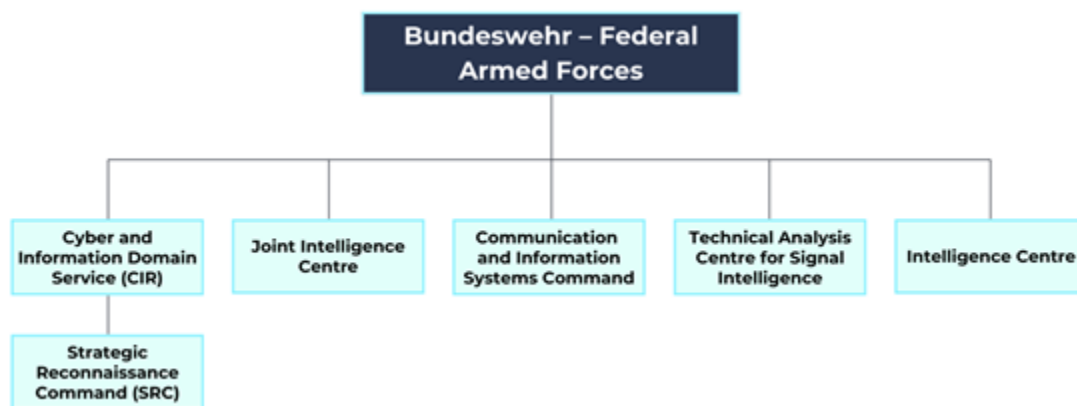 Bundeswehr – Federal
Armed Forces
Cyber and
Information Domain
Service (CIR)
Joint Intelligence
Centre
Communication
and Information
Systems Command
Technical Analysis
Centre for Signal
Intelligence
Intelligence Centre
Strategic
Reconnaissance
Command (SRC)